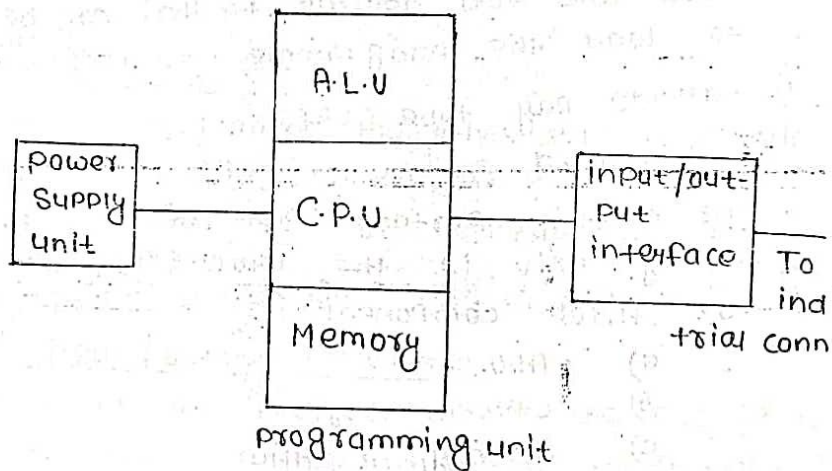 A.L.U
power
supply
unit
C.P.U
input/out-
put
interface
Memory
To
ind
trial conn
programming unit